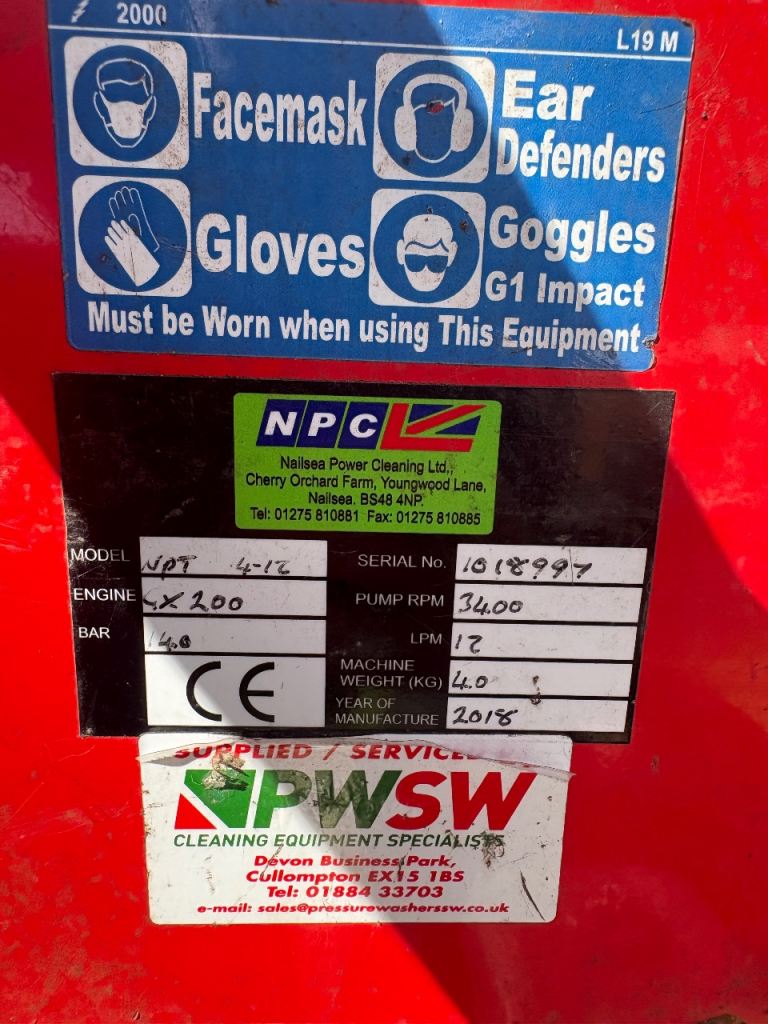 2000
L19 M
Facemask
Ear Defenders
Gloves
Goggles
G1 Impact
Must be Worn when using This Equipment
NPC
Nailsea Power Cleaning Ltd.,
Cherry Orchard Farm, Youngwood Lane,
Nailsea. BS48 4NP
Tel: 01275 810881 Fax: 01275 810885
MODEL NPT 4-12
SERIAL No. 1018997
ENGINE GX200
PUMP RPM 3400
BAR 140
LPM 12
CE
MACHINE WEIGHT (KG) 40
YEAR OF MANUFACTURE 2018
SUPPLIED / SERVICED
PWSW
CLEANING EQUIPMENT SPECIALISTS
Devon Business Park,
Cullompton EX15 1BS
Tel: 01884 33703
e-mail: sales@pressurewasherssw.co.uk